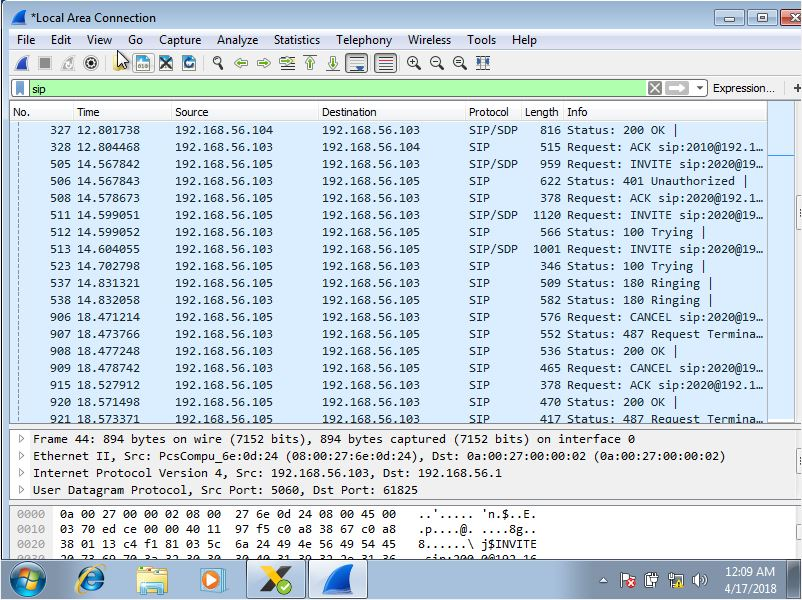 *Local Area Connection
File Edit View Go Capture Analyze Statistics Telephony Wireless Tools Help
sip Expression... +
No. Time Source Destination Protocol Length Info
327 12.801738 192.168.56.104 192.168.56.103 SIP/SDP 816 Status: 200 OK |
328 12.804468 192.168.56.103 192.168.56.104 SIP 515 Request: ACK sip:2010@192.1...
505 14.567842 192.168.56.105 192.168.56.103 SIP/SDP 959 Request: INVITE sip:2020@19...
506 14.567843 192.168.56.103 192.168.56.105 SIP 622 Status: 401 Unauthorized |
508 14.578673 192.168.56.105 192.168.56.103 SIP 378 Request: ACK sip:2020@192.1...
511 14.599051 192.168.56.105 192.168.56.103 SIP/SDP 1120 Request: INVITE sip:2020@19...
512 14.599052 192.168.56.103 192.168.56.105 SIP 566 Status: 100 Trying |
513 14.604055 192.168.56.103 192.168.56.105 SIP/SDP 1001 Request: INVITE sip:2020@19...
523 14.702798 192.168.56.105 192.168.56.103 SIP 346 Status: 100 Trying |
537 14.831321 192.168.56.105 192.168.56.103 SIP 509 Status: 180 Ringing |
538 14.832058 192.168.56.103 192.168.56.105 SIP 582 Status: 180 Ringing |
906 18.471214 192.168.56.105 192.168.56.103 SIP 576 Request: CANCEL sip:2020@19...
907 18.473766 192.168.56.103 192.168.56.105 SIP 552 Status: 487 Request Termina...
908 18.477248 192.168.56.103 192.168.56.105 SIP 536 Status: 200 OK |
909 18.478742 192.168.56.103 192.168.56.105 SIP 465 Request: CANCEL sip:2020@19...
915 18.527912 192.168.56.105 192.168.56.103 SIP 378 Request: ACK sip:2020@192.1...
920 18.571498 192.168.56.105 192.168.56.103 SIP 470 Status: 200 OK |
921 18.573371 192.168.56.105 192.168.56.103 SIP 417 Status: 487 Request Termina...
Frame 44: 894 bytes on wire (7152 bits), 894 bytes captured (7152 bits) on interface 0
Ethernet II, Src: PcsCompu_6e:0d:24 (08:00:27:6e:0d:24), Dst: 0a:00:27:00:00:02 (0a:00:27:00:00:02)
Internet Protocol Version 4, Src: 192.168.56.103, Dst: 192.168.56.1
User Datagram Protocol, Src Port: 5060, Dst Port: 61825
0000 0a 00 27 00 00 02 08 00 27 6e 0d 24 08 00 45 00 ..'..... 'n.$..E.
0010 03 70 ed ce 00 00 40 11 97 f5 c0 a8 38 67 c0 a8 .p....@. ....8g..
0020 38 01 13 c4 f1 81 03 5c 6a 24 49 4e 56 49 54 45 8......\ j$INVITE
12:09 AM
4/17/2018